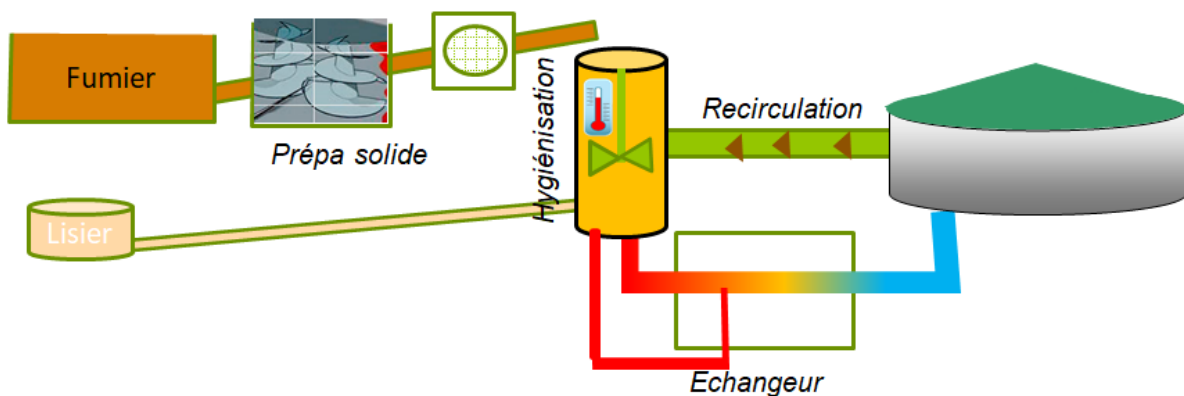 Fumier
Prépa solide
Hygiénisation
Recirculation
Lisier
Echangeur